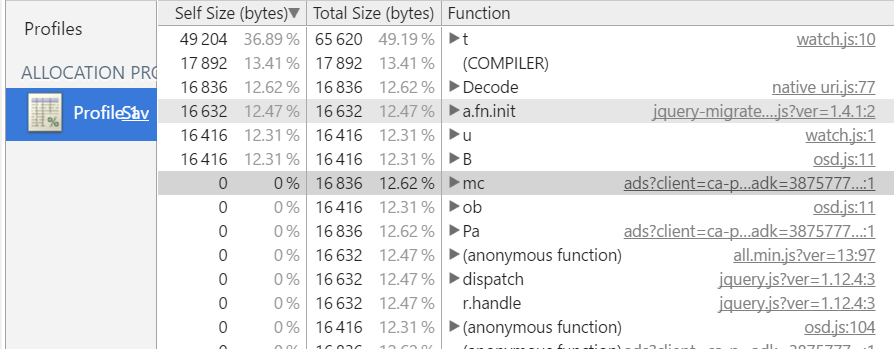 Self Size (bytes)▼ Total Size (bytes) Function
Profiles
49 204 36.89 % 65 620 49.19 % ▶t watch.js:10
17 892 13.41 % 17 892 13.41 % (COMPILER)
ALLOCATION PRO
16 836 12.62 % 16 836 12.62 % ▶Decode native uri.js:77
Profile 1 Sav
16 632 12.47 % 16 632 12.47 % ▶a.fn.init jquery-migrate....js?ver=1.4.1:2
16 416 12.31 % 16 416 12.31 % ▶u watch.js:1
16 416 12.31 % 16 416 12.31 % ▶B osd.js:11
0 0 % 16 836 12.62 % ▶mc ads?client=ca-p...adk=3875777...:1
0 0 % 16 416 12.31 % ▶ob osd.js:11
0 0 % 16 836 12.62 % ▶Pa ads?client=ca-p...adk=3875777...:1
0 0 % 16 632 12.47 % ▶(anonymous function) all.min.js?ver=13:97
0 0 % 16 632 12.47 % ▶dispatch jquery.js?ver=1.12.4:3
0 0 % 16 632 12.47 % r.handle jquery.js?ver=1.12.4:3
0 0 % 16 416 12.31 % ▶(anonymous function) osd.js:104